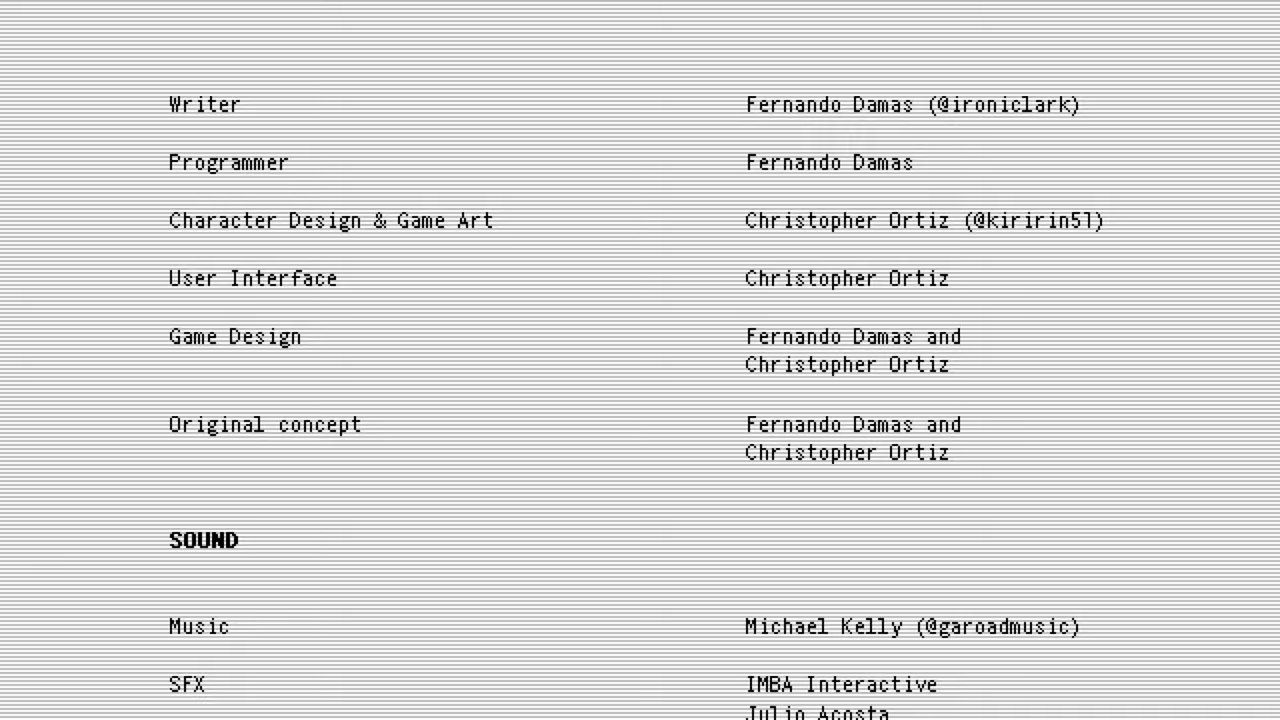 Writer Fernando Damas (@ironiclark)
Programmer Fernando Damas
Character Design & Game Art Christopher Ortiz (@kiririn51)
User Interface Christopher Ortiz
Game Design Fernando Damas and
Christopher Ortiz
Original concept Fernando Damas and
Christopher Ortiz
SOUND
Music Michael Kelly (@garoadmusic)
SFX IMBA Interactive
Julio Acosta